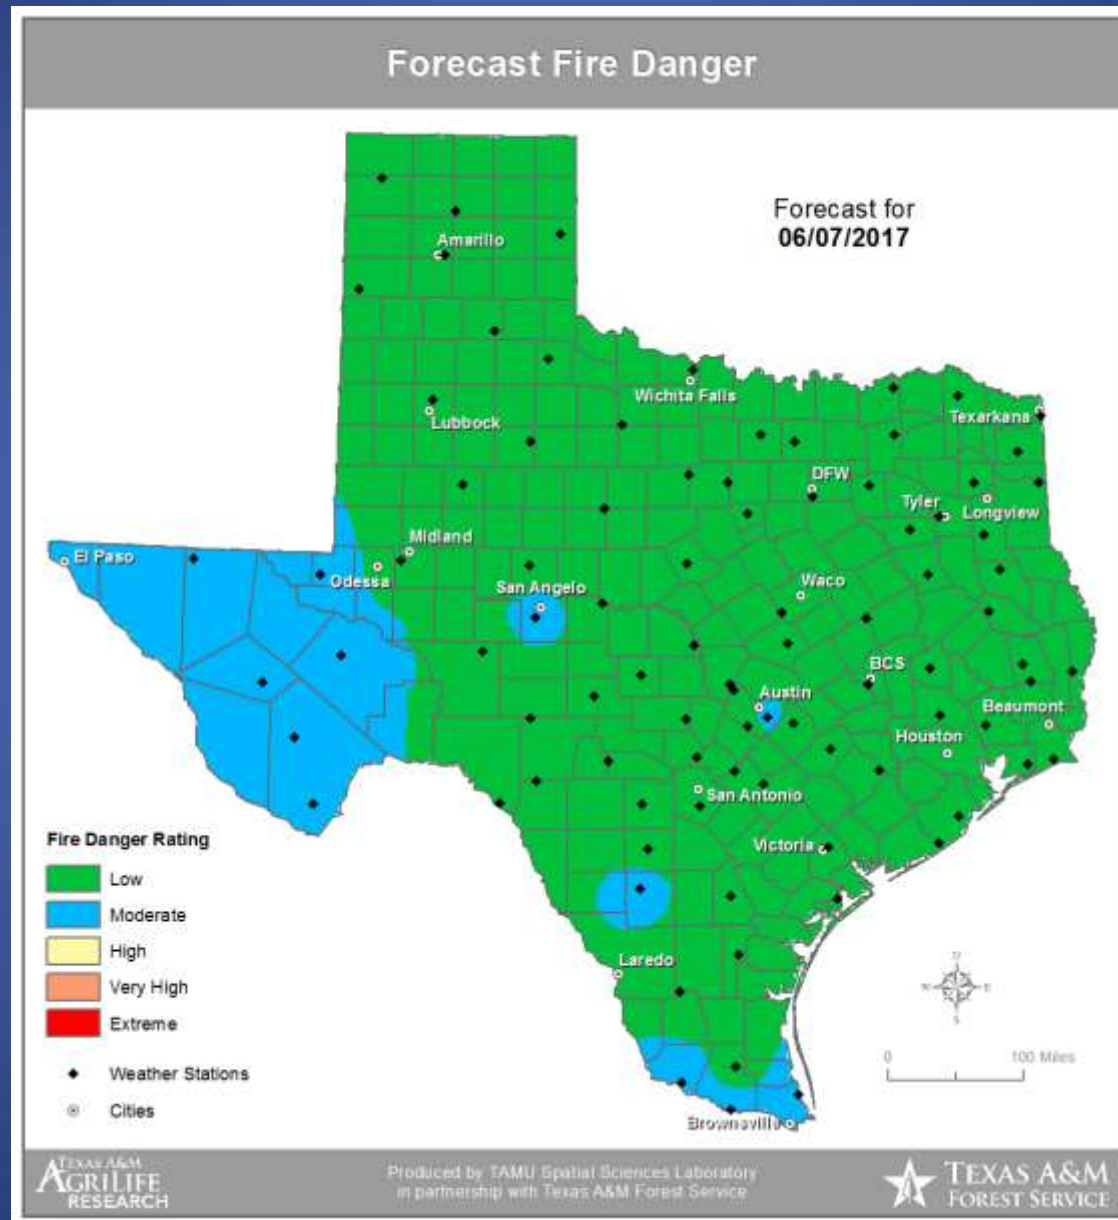 Forecast Fire Danger
Forecast for
06/07/2017
Amarillo
Wichita Falls
Lubbock
Texarkana
DFW
Tyler
Longview
Midland
El Paso
Odessa
San Angelo
Waco
BCS
Austin
Beaumont
Houston
San Antonio
Victoria
Laredo
Brownsville
Fire Danger Rating
Low
Moderate
High
Very High
Extreme
Weather Stations
Cities
W E
S
0 100 Miles
TEXAS A&M
AGRILIFE
RESEARCH
Produced by TAMU Spatial Sciences Laboratory
in partnership with Texas A&M Forest Service
TEXAS A&M
FOREST SERVICE